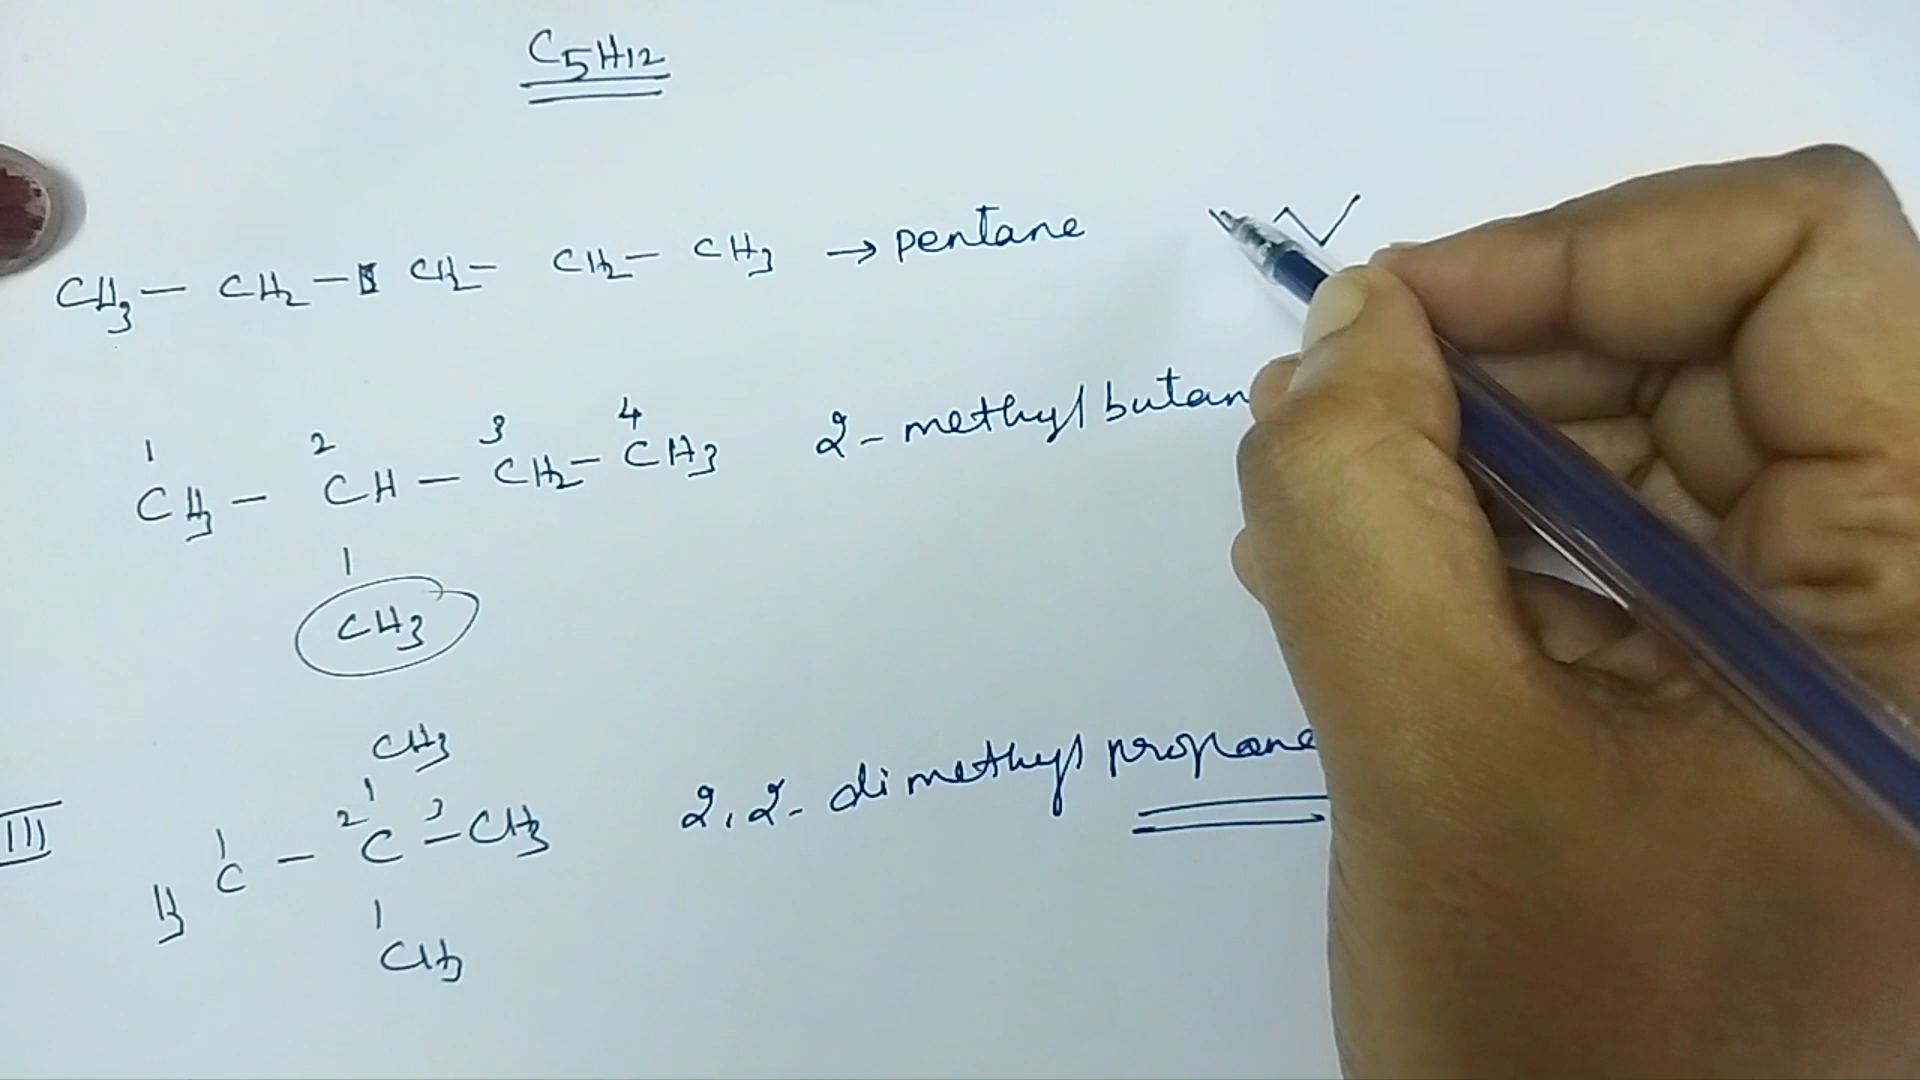 C5H12
CH3 — CH2 — CH2 — CH2 — CH3 → pentane
1 2 3 4
CH3 — CH — CH2 — CH3 2-methyl butan
|
CH3
CH3
|
III 1 2 3
H3C — C — CH3 2,2-dimethyl propane
|
CH3